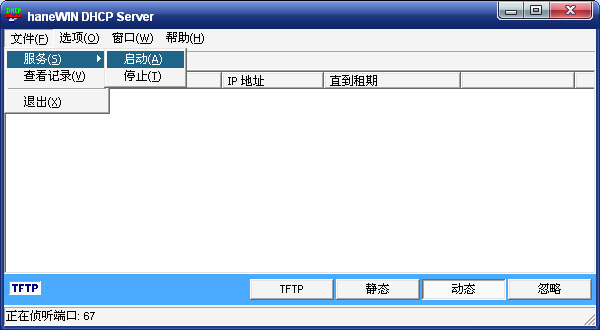 DHCP
haneWIN DHCP Server
文件(F) 选项(O) 窗口(W) 帮助(H)
服务(S) 启动(A)
查看记录(V) 停止(T)
IP 地址 直到租期
退出(X)
TFTP TFTP 静态 动态 忽略
正在侦听端口: 67